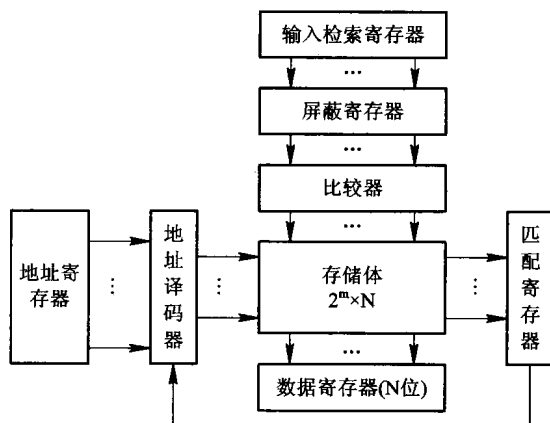 输入检索寄存器
...
屏蔽寄存器
...
比较器
...
地址寄
存器
...
地址译码器
...
存储体
2^m×N
...
匹配寄存器
...
数据寄存器(N位)